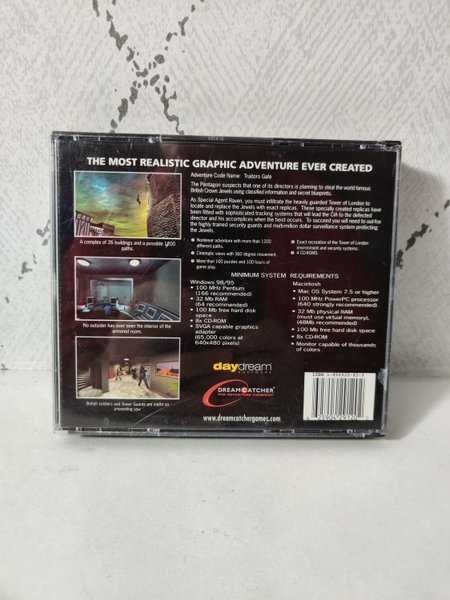 THE MOST REALISTIC GRAPHIC ADVENTURE EVER CREATED
Adventure Code Name: Traitors Gate
The Pentagon suspects that one of its directors is planning to steal the world famous
British Crown Jewels using classified information and secret blueprints.
As Special Agent Raven, you must infiltrate the heavily guarded Tower of London to
locate and replace the Jewels with exact replicas. These specially created replicas have
been fitted with sophisticated tracking systems that will lead the CIA to the defected
director and his accomplices when the heist occurs. To succeed you will need to outfox
the highly trained security guards and multi-million dollar surveillance system protecting
the Jewels.
A complex of 26 buildings and a possible 1200
paths.
Nonlinear adventure with more than 1200
different paths.
Cinematic views with 360 degree movement.
More than 100 puzzles and 100 hours of
game play.
Exact recreation of the Tower of London
environment and security systems.
4 CD-ROMS.
MINIMUM SYSTEM REQUIREMENTS
Windows 98/95
• 100 MHz Pentium
(166 recommended)
• 32 Mb RAM
(64 recommended)
• 100 Mb free hard disk
space
• 8x CD-ROM
• SVGA capable graphics
adapter
(65,000 colors at
640x480 pixels)
Macintosh
• Mac OS System 7.5 or higher
• 100 MHz PowerPC processor
(640 strongly recommended)
• 32 Mb physical RAM
(must use virtual memory),
(48Mb recommended)
• 100 Mb free hard disk space
• 8x CD-ROM
• Monitor capable of thousands
of colors
No outsider has ever seen the interior of the
armored room.
British soldiers and Tower Guards are intent on
preventing you
daydream
SOFTWARE
DREAMCATCHER
THE ADVENTURE COMPANY
www.dreamcatchergames.com